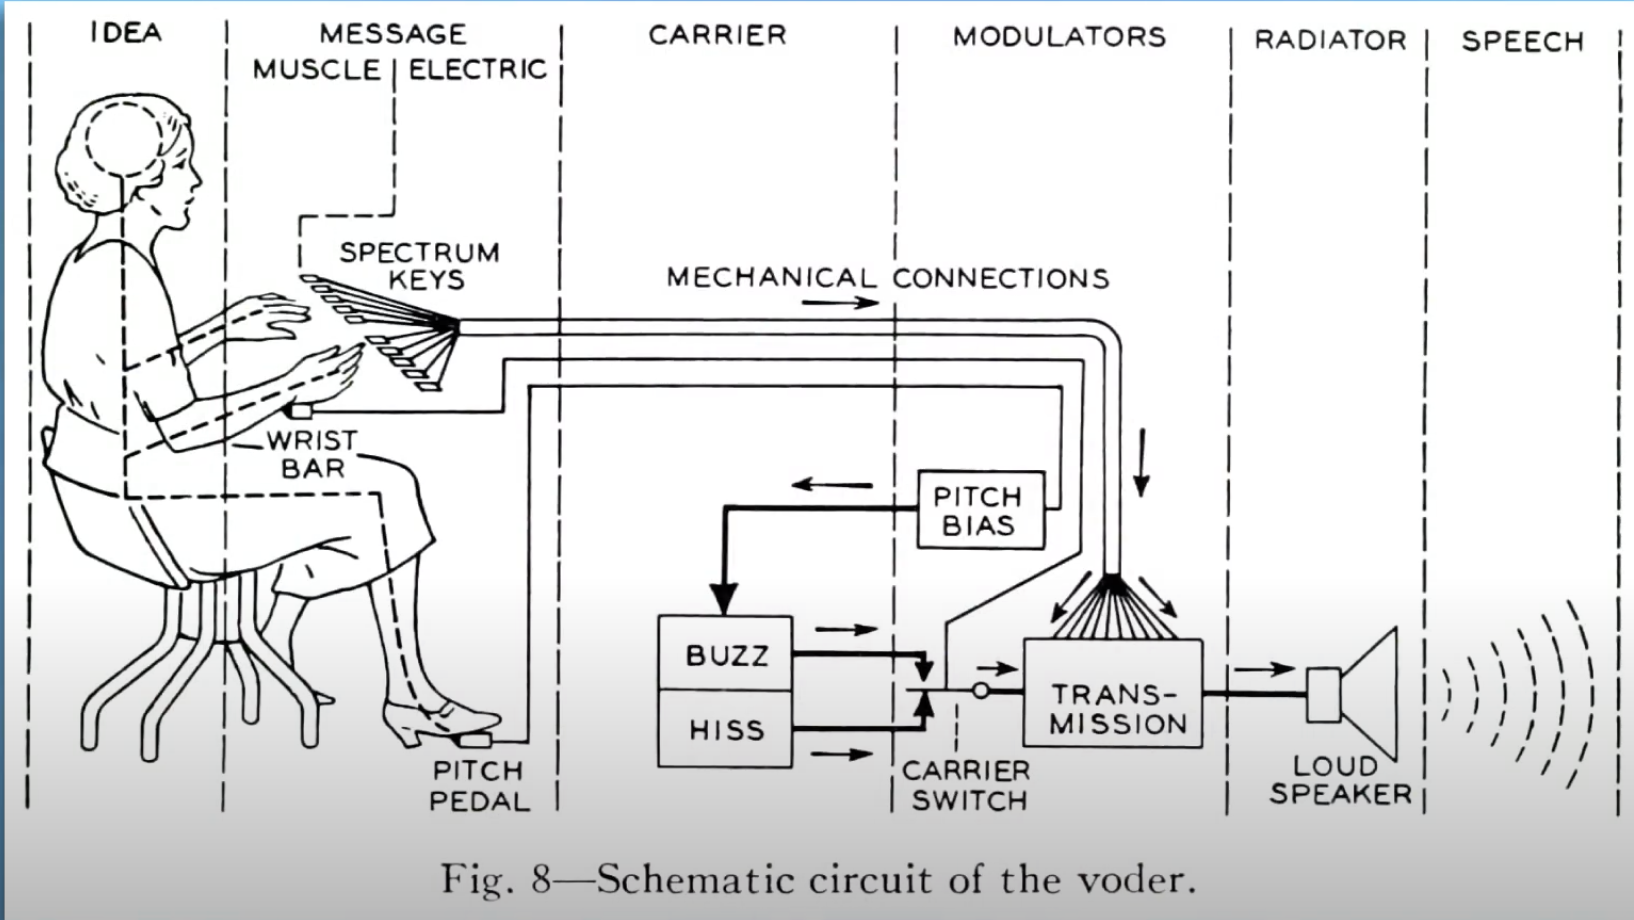 IDEA
MESSAGE
MUSCLE | ELECTRIC
CARRIER
MODULATORS
RADIATOR
SPEECH
SPECTRUM
KEYS
MECHANICAL CONNECTIONS
WRIST
BAR
PITCH
BIAS
BUZZ
HISS
TRANS-
MISSION
CARRIER
SWITCH
LOUD
SPEAKER
PITCH
PEDAL
Fig. 8—Schematic circuit of the voder.